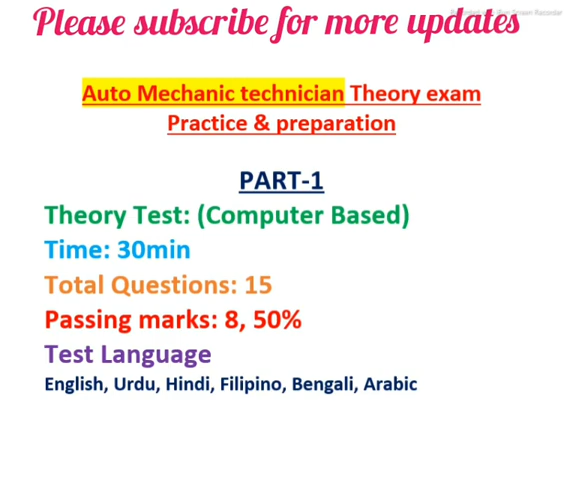 Please subscribe for more updates
Auto Mechanic technician Theory exam
Practice & preparation
PART-1
Theory Test: (Computer Based)
Time: 30min
Total Questions: 15
Passing marks: 8, 50%
Test Language
English, Urdu, Hindi, Filipino, Bengali, Arabic